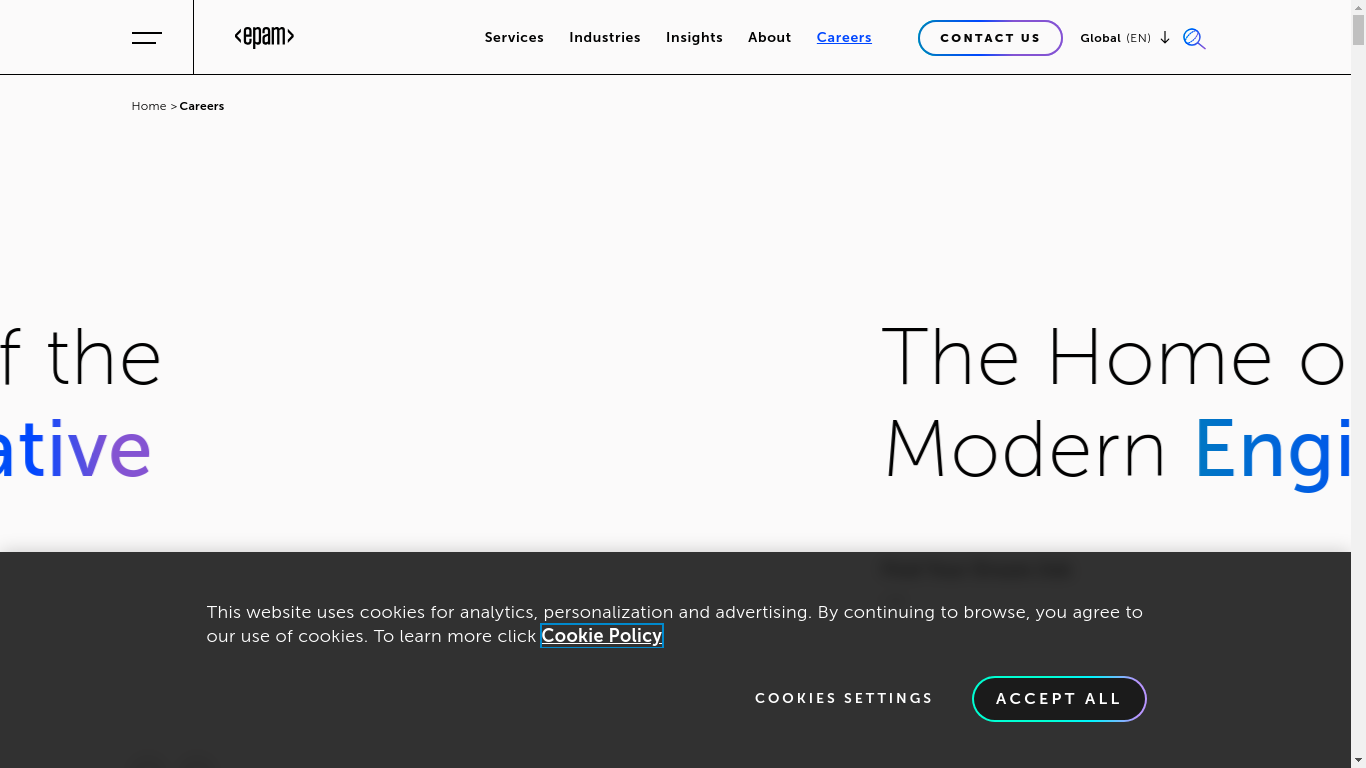 <epam>
Services
Industries
Insights
About
Careers
CONTACT US
Global (EN)
Home > Careers
f the
ative
The Home o
Modern Engi
This website uses cookies for analytics, personalization and advertising. By continuing to browse, you agree to
our use of cookies. To learn more click Cookie Policy
COOKIES SETTINGS
ACCEPT ALL